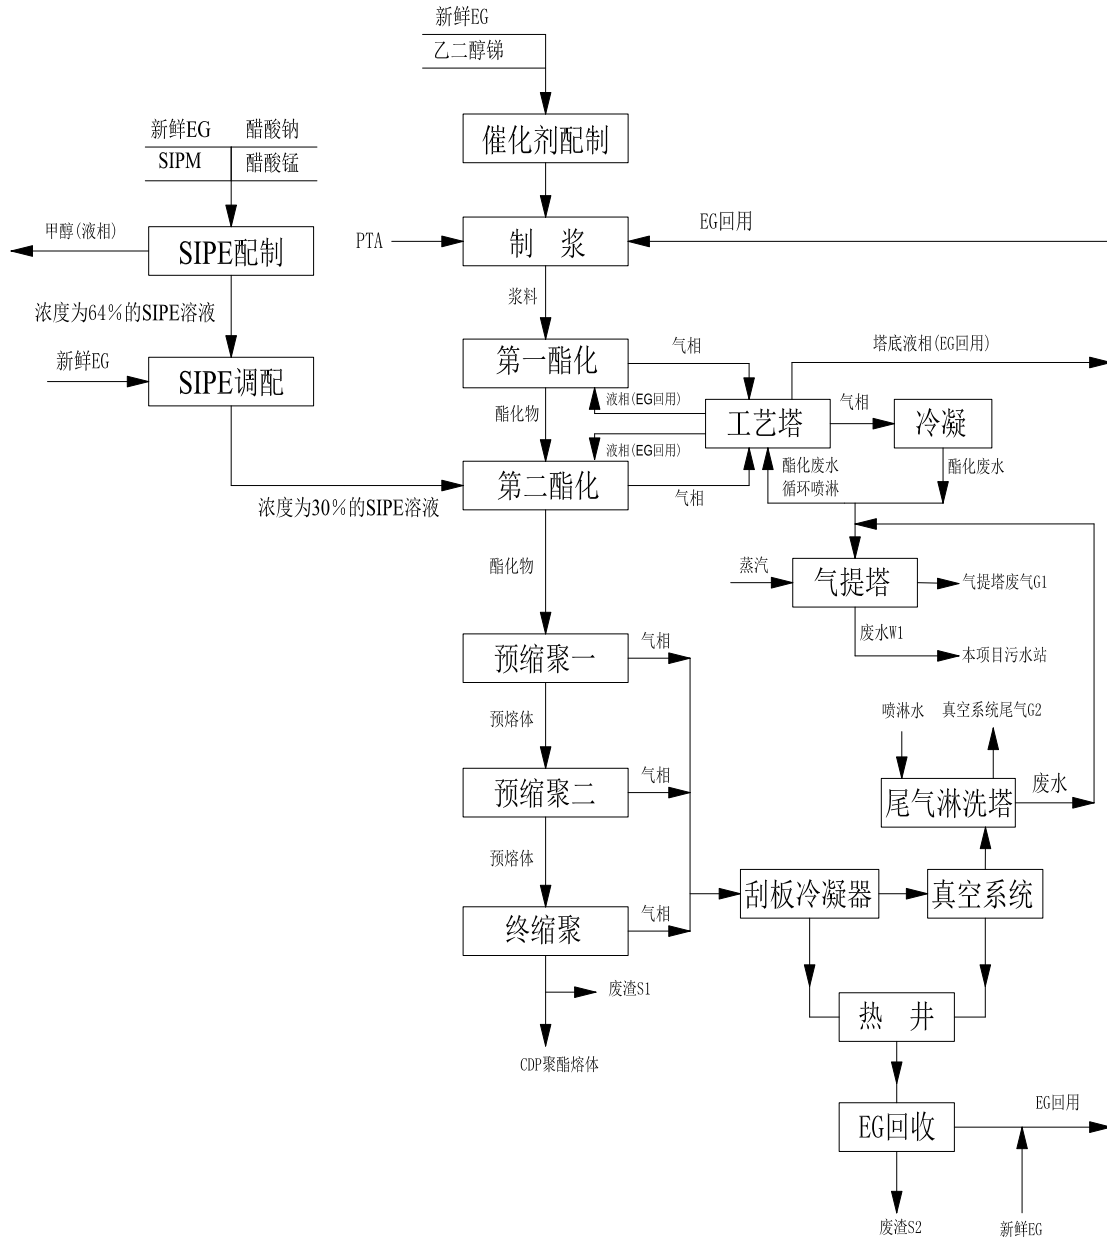 新鲜EG
乙二醇锑
催化剂配制
新鲜EG
醋酸钠
SIPM
醋酸锰
甲醇(液相)
SIPE配制
PTA
制 浆
EG回用
浆料
浓度为64%的SIPE溶液
新鲜EG
SIPE调配
第一酯化
气相
塔底液相(EG回用)
液相(EG回用)
酯化物
工艺塔
气相
冷凝
液相(EG回用)
酯化废水
循环喷淋
酯化废水
第二酯化
气相
浓度为30%的SIPE溶液
酯化物
蒸汽
气提塔
气提塔废气G1
废水W1
本项目污水站
预缩聚一
气相
预熔体
喷淋水
真空系统尾气G2
预缩聚二
气相
尾气淋洗塔
废水
预熔体
刮板冷凝器
真空系统
终缩聚
气相
废渣S1
热 井
CDP聚酯熔体
EG回收
EG回用
废渣S2
新鲜EG